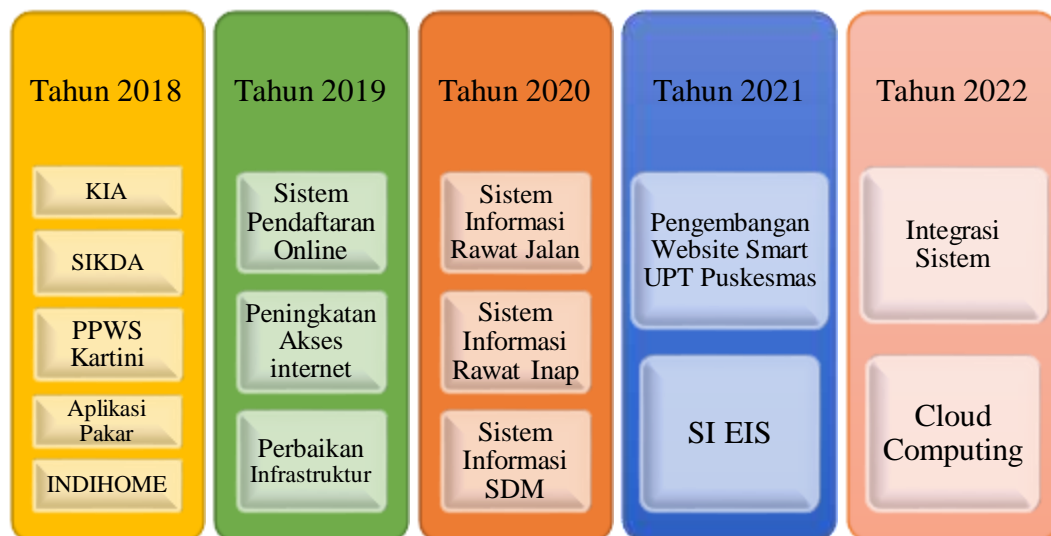 Tahun 2018
KIA
SIKDA
PPWS
Kartini
Aplikasi
Pakar
INDIHOME
Tahun 2019
Sistem
Pendaftaran
Online
Peningkatan
Akses
internet
Perbaikan
Infrastruktur
Tahun 2020
Sistem
Informasi
Rawat Jalan
Sistem
Informasi
Rawat Inap
Sistem
Informasi
SDM
Tahun 2021
Pengembangan
Website Smart
UPT Puskesmas
SI EIS
Tahun 2022
Integrasi
Sistem
Cloud
Computing